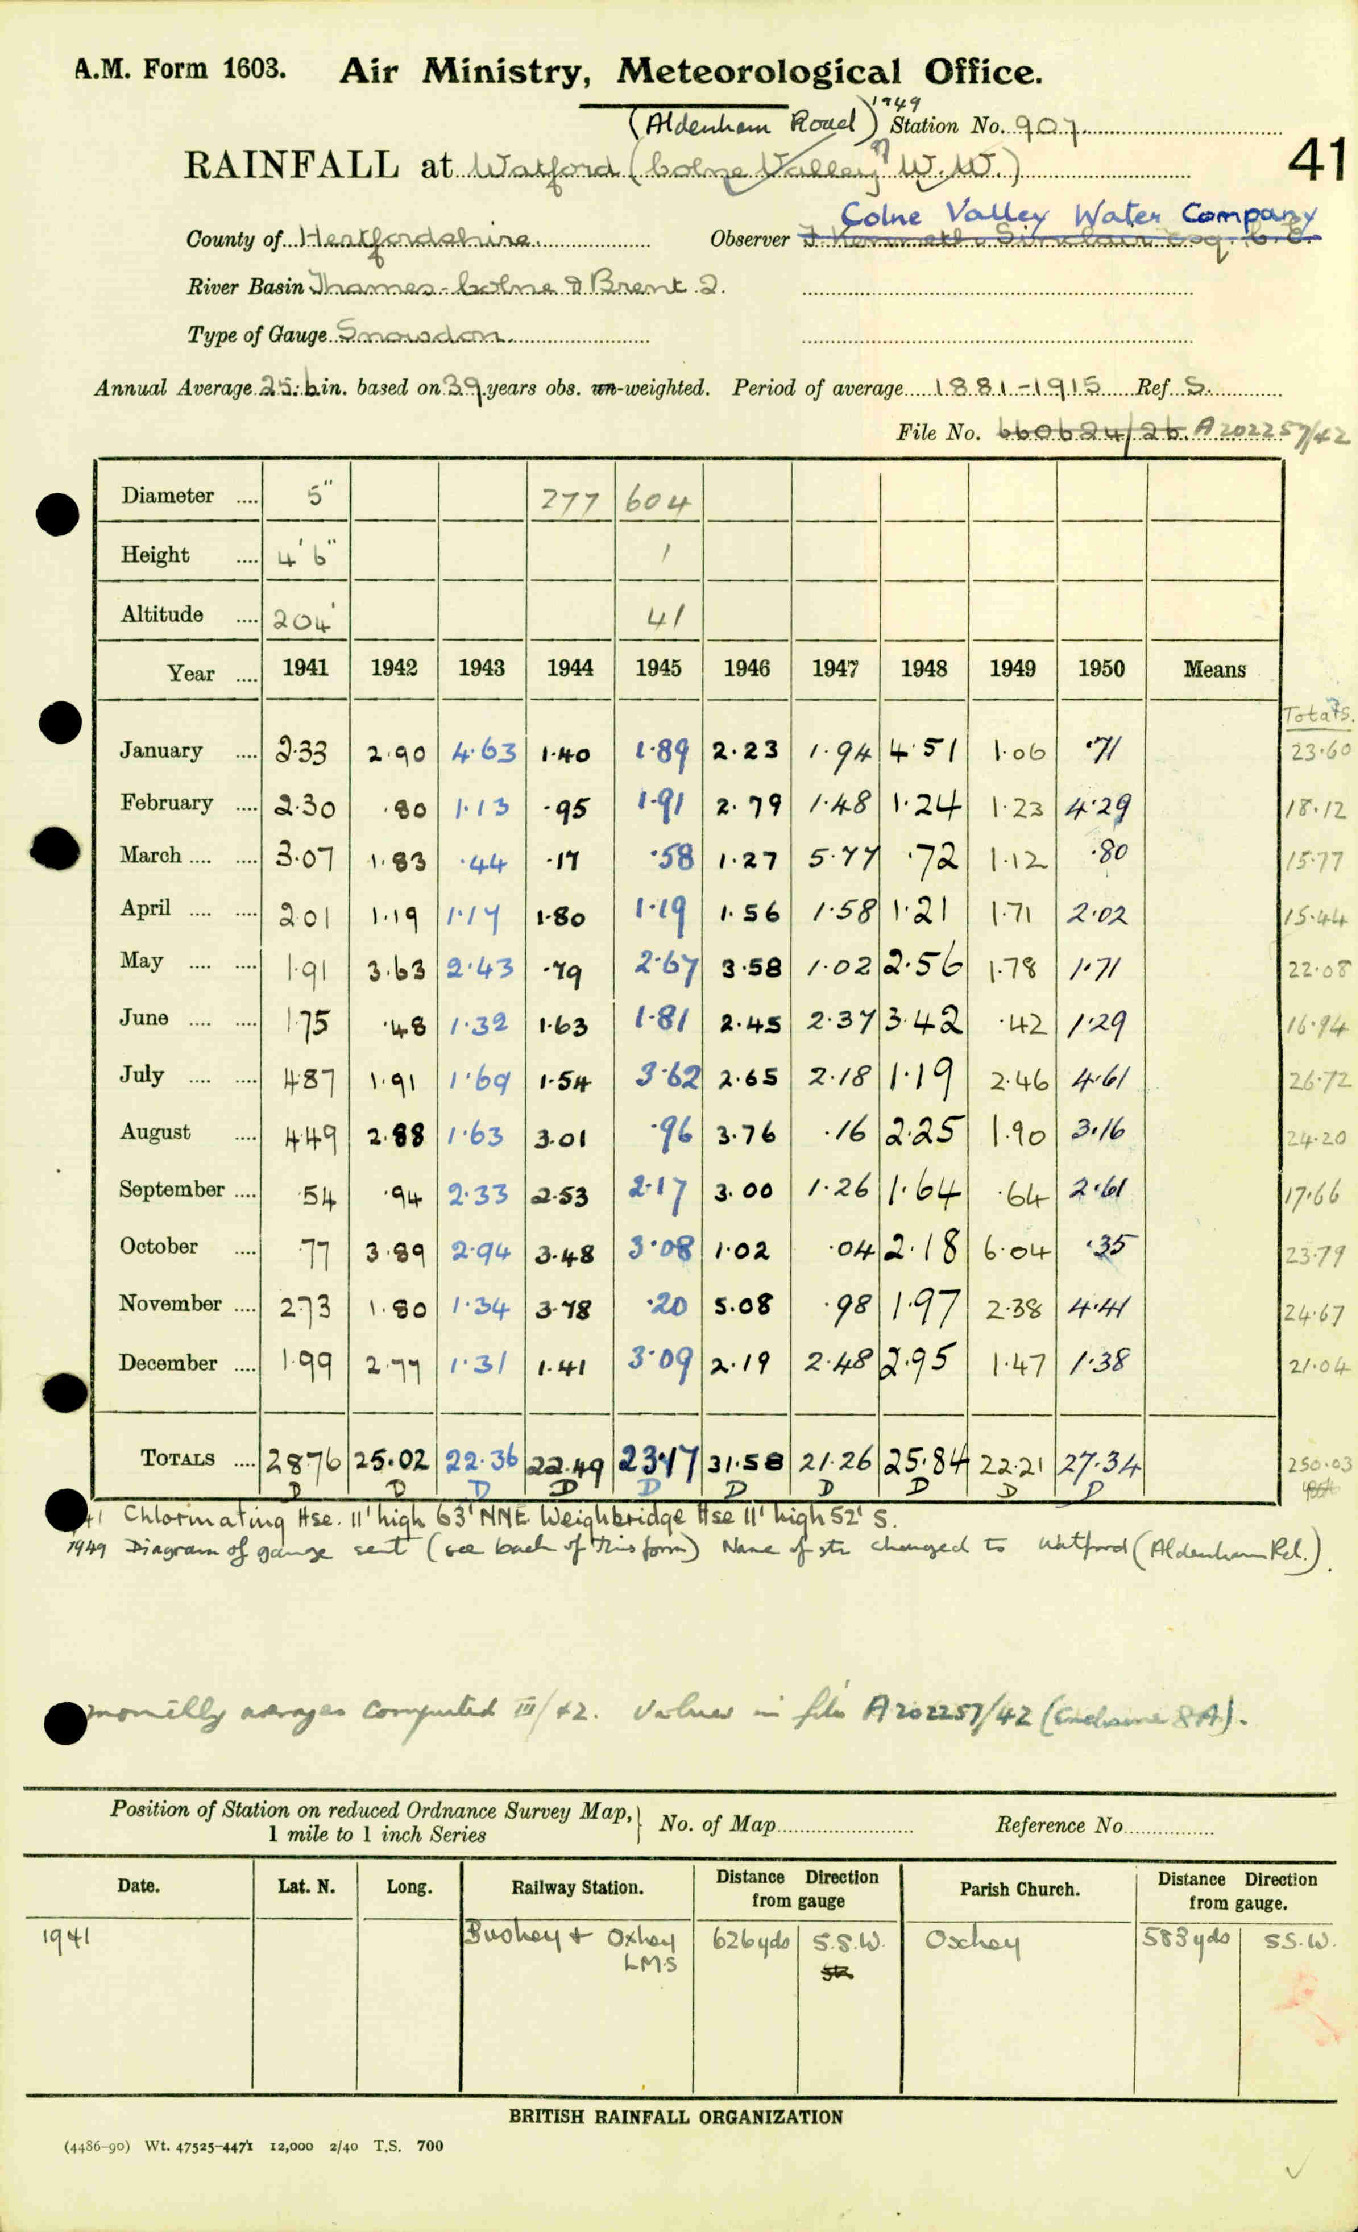 A.M. Form 1603. Air Ministry, Meteorological Office.
(Aldenham Road) 1949 Station No. 907
41
RAINFALL at Watford (Colne Valley W.W.)
Colne Valley Water Company
County of Hertfordshire. Observer F. Kenneth Sinclair Esq. C.E.
River Basin Thames-Colne & Brent 2.
Type of Gauge Snowdon.
Annual Average 25.6 in. based on 39 years obs. un-weighted. Period of average 1881-1915 Ref S.
File No. 660624/26. A202257/42
Diameter .... 5" 277 604
Height .... 4' 6" 1
Altitude .... 204' 41
Year .... 1941 1942 1943 1944 1945 1946 1947 1948 1949 1950 Means
Totals.
January .... 2.33 2.90 4.63 1.40 1.89 2.23 1.94 4.51 1.06 .71 23.60
February .... 2.30 .80 1.13 .95 1.91 2.79 1.48 1.24 1.23 4.29 18.12
March .... .... 3.07 1.83 .44 .17 .58 1.27 5.77 .72 1.12 .80 15.77
April .... .... 2.01 1.19 1.17 1.80 1.19 1.56 1.58 1.21 1.71 2.02 15.44
May .... .... 1.91 3.63 2.43 .79 2.67 3.58 1.02 2.56 1.78 1.71 22.08
June .... .... 1.75 .48 1.32 1.63 1.81 2.45 2.37 3.42 .42 1.29 16.94
July .... .... 4.87 1.91 1.69 1.54 3.62 2.65 2.18 1.19 2.46 4.61 26.72
August .... 4.49 2.88 1.63 3.01 .96 3.76 .16 2.25 1.90 3.16 24.20
September .... .54 .94 2.33 2.53 2.17 3.00 1.26 1.64 .64 2.61 17.66
October .... .77 3.89 2.94 3.48 3.08 1.02 .04 2.18 6.04 .35 23.79
November .... 2.73 1.80 1.34 3.78 .20 5.08 .98 1.97 2.38 4.41 24.67
December .... 1.99 2.77 1.31 1.41 3.09 2.19 2.48 2.95 1.47 1.38 21.04
TOTALS .... 28.76 25.02 22.36 22.49 23.17 31.58 21.26 25.84 22.21 27.34 250.03
D D D D D D D D D D
41 Chlorinating Hse. 11' high 63' NNE Weighbridge Hse 11' high 52' S.
1949 Diagram of gauge sent (see back of this form) Name of stn changed to Watford (Aldenham Rd.).
monthly averages computed III/42. Values in file A202257/42 (Enclosure 8A).
Position of Station on reduced Ordnance Survey Map, 1 mile to 1 inch Series } No. of Map Reference No
Date. Lat. N. Long. Railway Station. Distance Direction from gauge Parish Church. Distance Direction from gauge.
1941 Bushey & Oxhey LMS 626 yds S.S.W. Oxhey 583 yds SS.W.
BRITISH RAINFALL ORGANIZATION
(4486-90) Wt. 47525-4471 12,000 2/40 T.S. 700